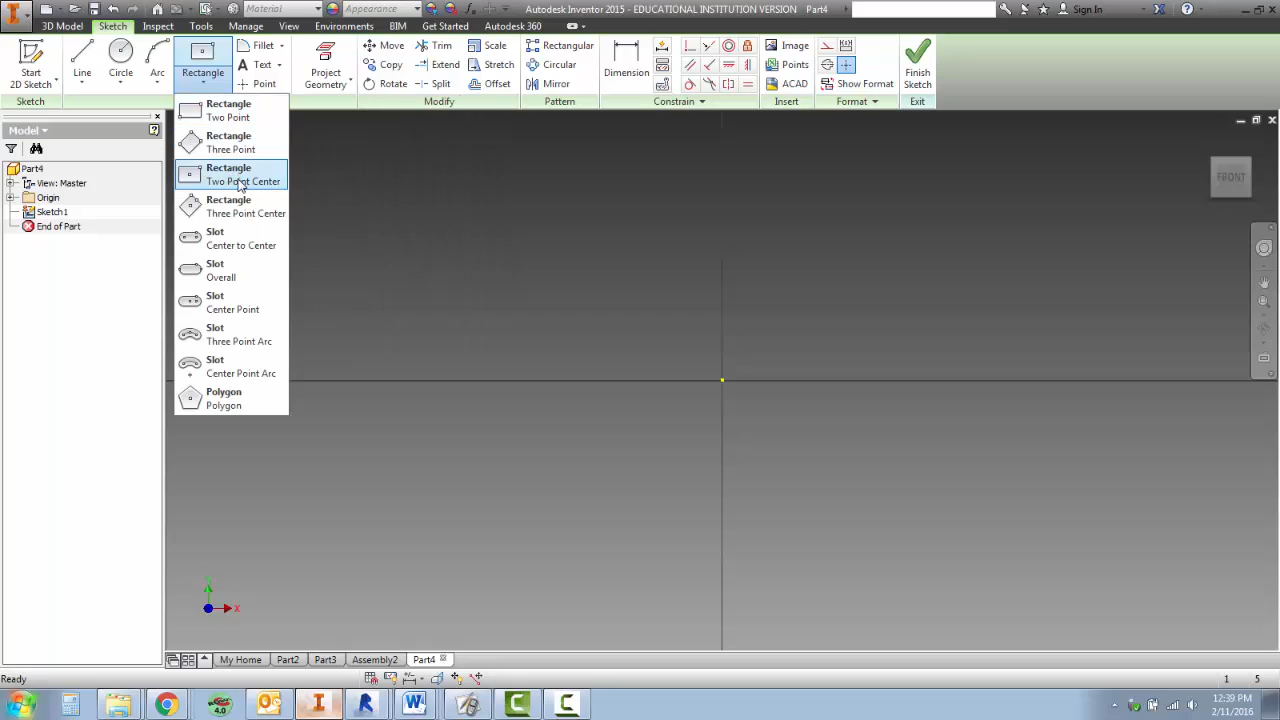 Material
Appearance
Autodesk Inventor 2015 - EDUCATIONAL INSTITUTION VERSION   Part4
Sign In
3D Model
Sketch
Inspect
Tools
Manage
View
Environments
BIM
Get Started
Autodesk 360
Start
2D Sketch
Line
Circle
Arc
Rectangle
Fillet
Text
Point
Project
Geometry
Move
Copy
Rotate
Trim
Extend
Split
Scale
Stretch
Offset
Rectangular
Circular
Mirror
Dimension
Image
Points
ACAD
Show Format
Finish
Sketch
Sketch
Modify
Pattern
Constrain
Insert
Format
Exit
Rectangle
Two Point
Rectangle
Three Point
Rectangle
Two Point Center
Rectangle
Three Point Center
Slot
Center to Center
Slot
Overall
Slot
Center Point
Slot
Three Point Arc
Slot
Center Point Arc
Polygon
Polygon
Model
Part4
View: Master
Origin
Sketch1
End of Part
FRONT
X
My Home
Part2
Part3
Assembly2
Part4
Ready
1
5
4.0
12:39 PM
2/11/2016